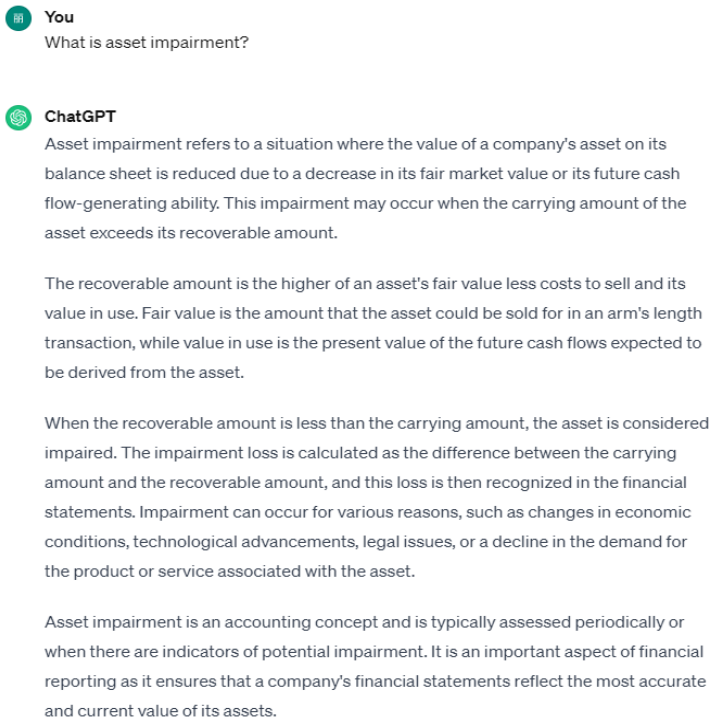 朋
You
What is asset impairment?
ChatGPT
Asset impairment refers to a situation where the value of a company's asset on its
balance sheet is reduced due to a decrease in its fair market value or its future cash
flow-generating ability. This impairment may occur when the carrying amount of the
asset exceeds its recoverable amount.
The recoverable amount is the higher of an asset's fair value less costs to sell and its
value in use. Fair value is the amount that the asset could be sold for in an arm's length
transaction, while value in use is the present value of the future cash flows expected to
be derived from the asset.
When the recoverable amount is less than the carrying amount, the asset is considered
impaired. The impairment loss is calculated as the difference between the carrying
amount and the recoverable amount, and this loss is then recognized in the financial
statements. Impairment can occur for various reasons, such as changes in economic
conditions, technological advancements, legal issues, or a decline in the demand for
the product or service associated with the asset.
Asset impairment is an accounting concept and is typically assessed periodically or
when there are indicators of potential impairment. It is an important aspect of financial
reporting as it ensures that a company's financial statements reflect the most accurate
and current value of its assets.